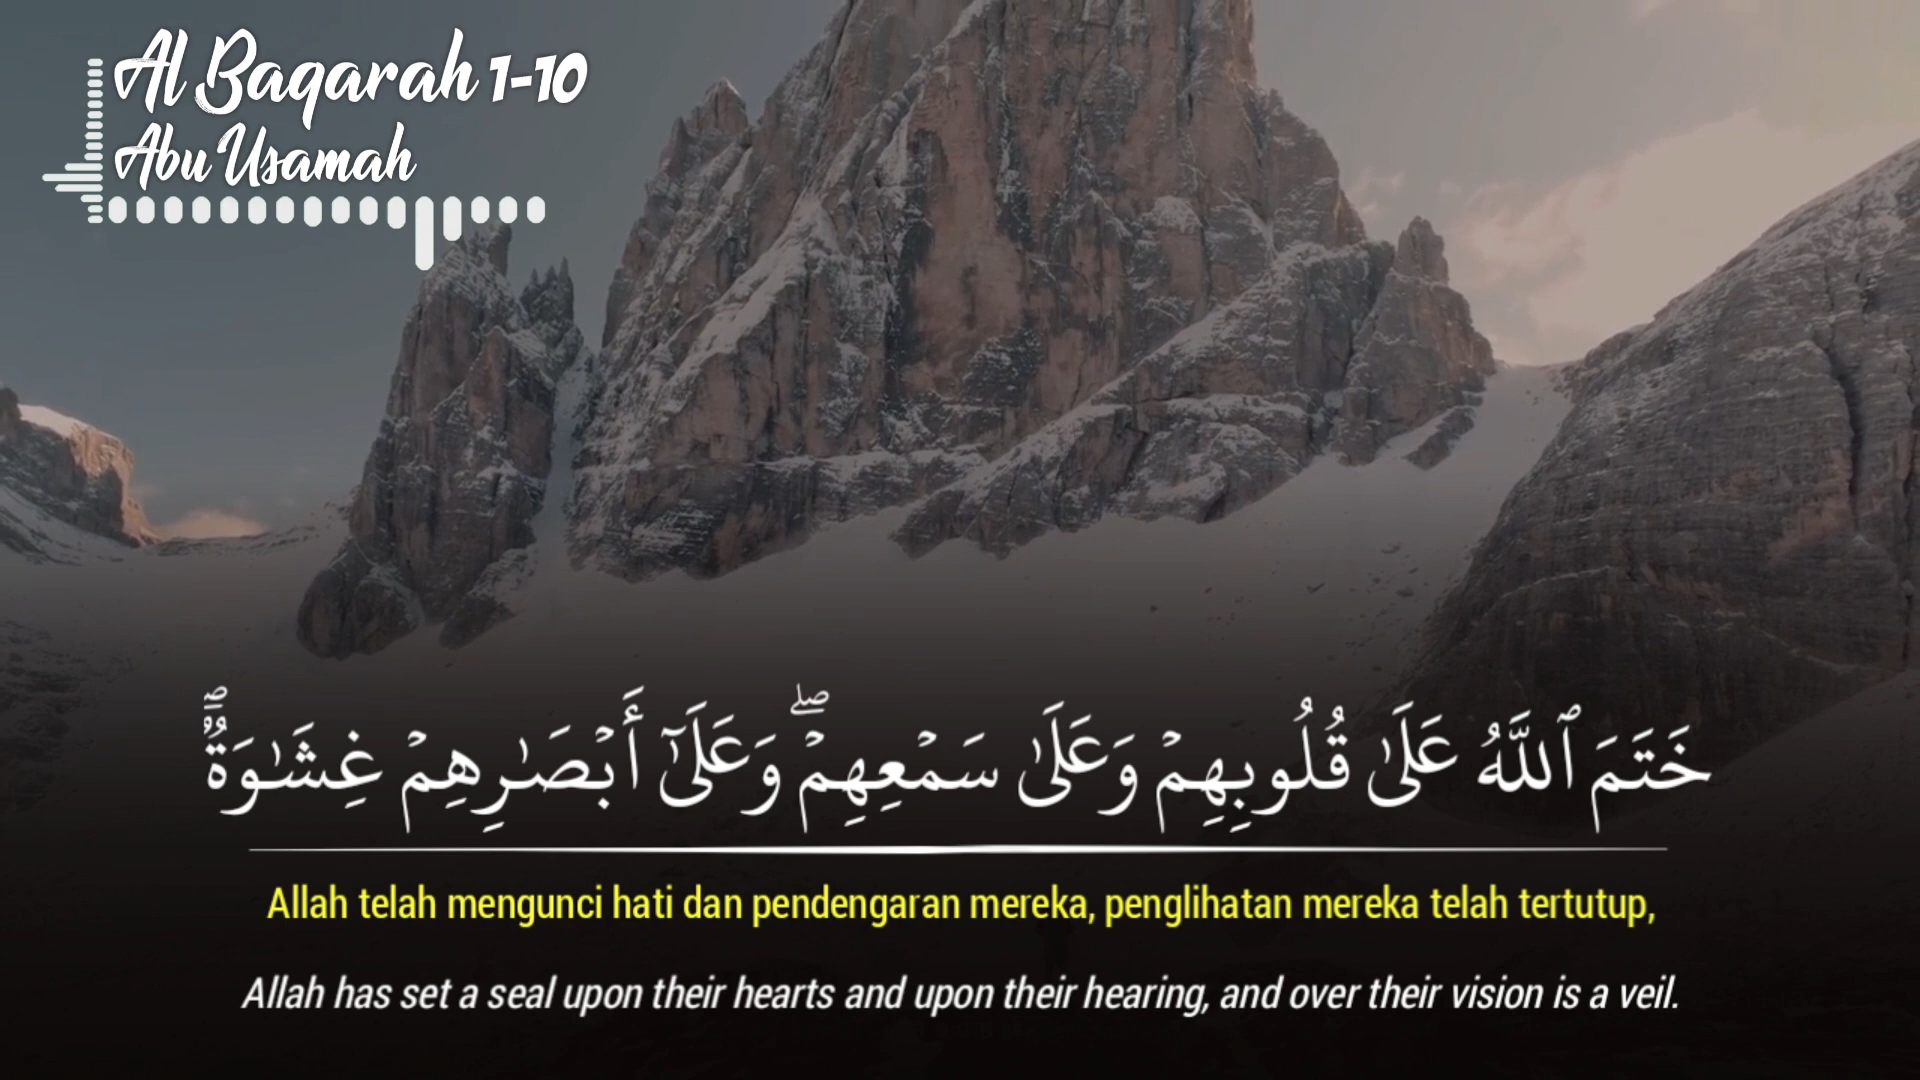 Al Baqarah 1-10
Abu Usamah
خَتَمَ ٱللَّهُ عَلَىٰ قُلُوبِهِمْ وَعَلَىٰ سَمْعِهِمْ ۖ وَعَلَىٰٓ أَبْصَـٰرِهِمْ غِشَـٰوَةٌ ۖ
Allah telah mengunci hati dan pendengaran mereka, penglihatan mereka telah tertutup,
Allah has set a seal upon their hearts and upon their hearing, and over their vision is a veil.